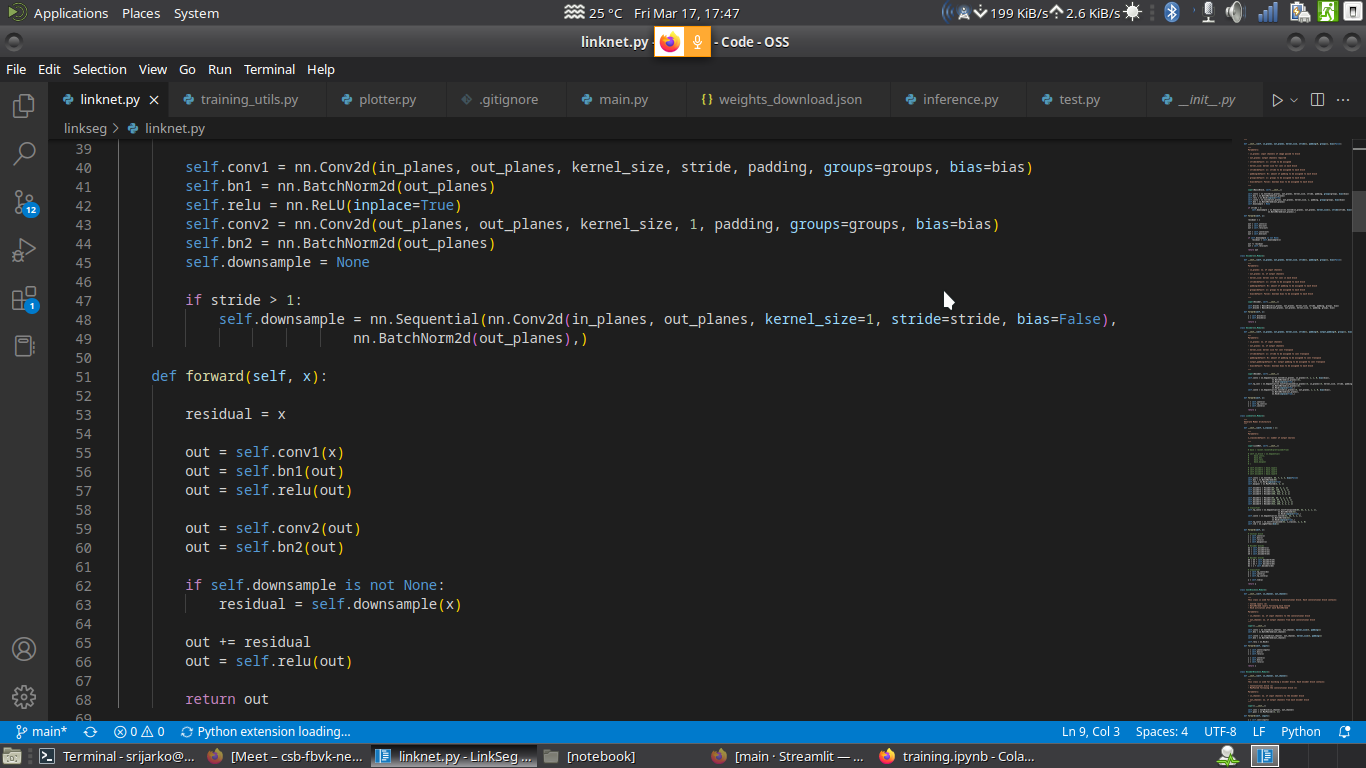 Applications Places System 25 °C Fri Mar 17, 17:47 199 KiB/s 2.6 KiB/s
linknet.py - - Code - OSS
File Edit Selection View Go Run Terminal Help
linknet.py training_utils.py plotter.py .gitignore main.py {} weights_download.json inference.py test.py __init__.py
linkseg > linknet.py
39
40 self.conv1 = nn.Conv2d(in_planes, out_planes, kernel_size, stride, padding, groups=groups, bias=bias)
41 self.bn1 = nn.BatchNorm2d(out_planes)
42 self.relu = nn.ReLU(inplace=True)
43 self.conv2 = nn.Conv2d(out_planes, out_planes, kernel_size, 1, padding, groups=groups, bias=bias)
44 self.bn2 = nn.BatchNorm2d(out_planes)
45 self.downsample = None
46
47 if stride > 1:
48 self.downsample = nn.Sequential(nn.Conv2d(in_planes, out_planes, kernel_size=1, stride=stride, bias=False),
49 nn.BatchNorm2d(out_planes),)
50
51 def forward(self, x):
52
53 residual = x
54
55 out = self.conv1(x)
56 out = self.bn1(out)
57 out = self.relu(out)
58
59 out = self.conv2(out)
60 out = self.bn2(out)
61
62 if self.downsample is not None:
63 residual = self.downsample(x)
64
65 out += residual
66 out = self.relu(out)
67
68 return out
69
12
1
main* 0 0 Python extension loading... Ln 9, Col 3 Spaces: 4 UTF-8 LF Python
Terminal - srijarko@... [Meet – csb-fbvk-ne... linknet.py - LinkSeg ... [notebook] [main · Streamlit — ... training.ipynb - Cola...